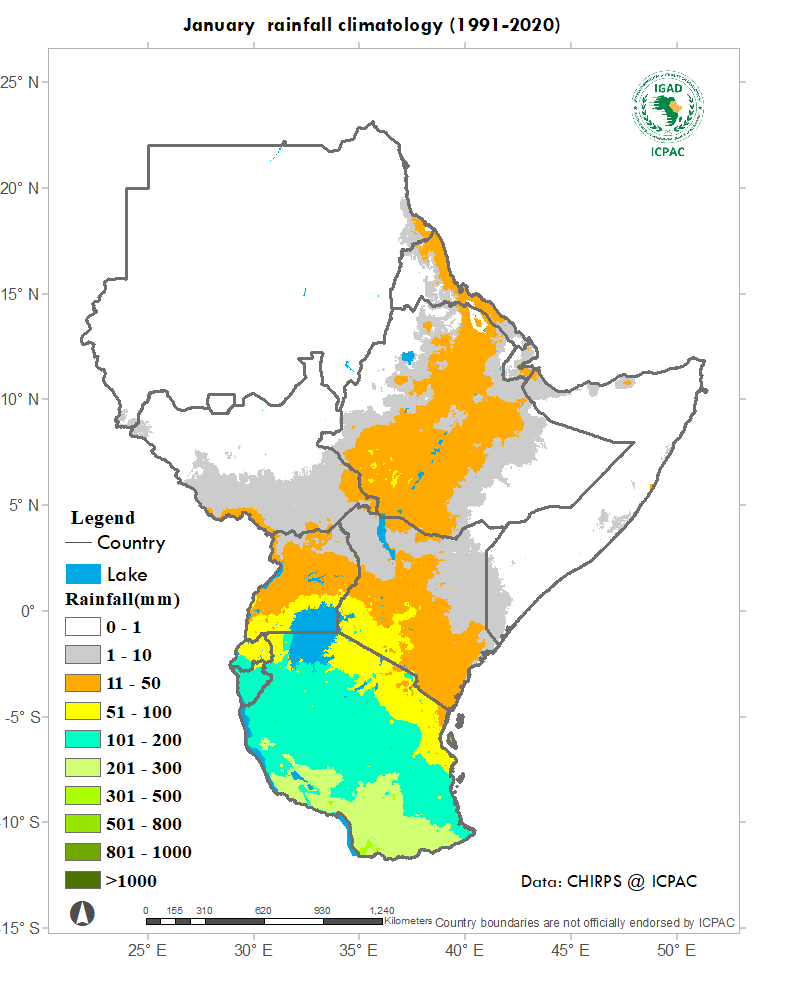 January rainfall climatology (1991-2020)
25° N
20° N
15° N
10° N
5° N
0°
-5° S
-10° S
-15° S
IGAD
ICPAC
Legend
Country
Lake
Rainfall(mm)
0 - 1
1 - 10
11 - 50
51 - 100
101 - 200
201 - 300
301 - 500
501 - 800
801 - 1000
>1000
Data: CHIRPS @ ICPAC
0 155 310 620 930 1,240
Kilometers
Country boundaries are not officially endorsed by ICPAC
25° E 30° E 35° E 40° E 45° E 50° E